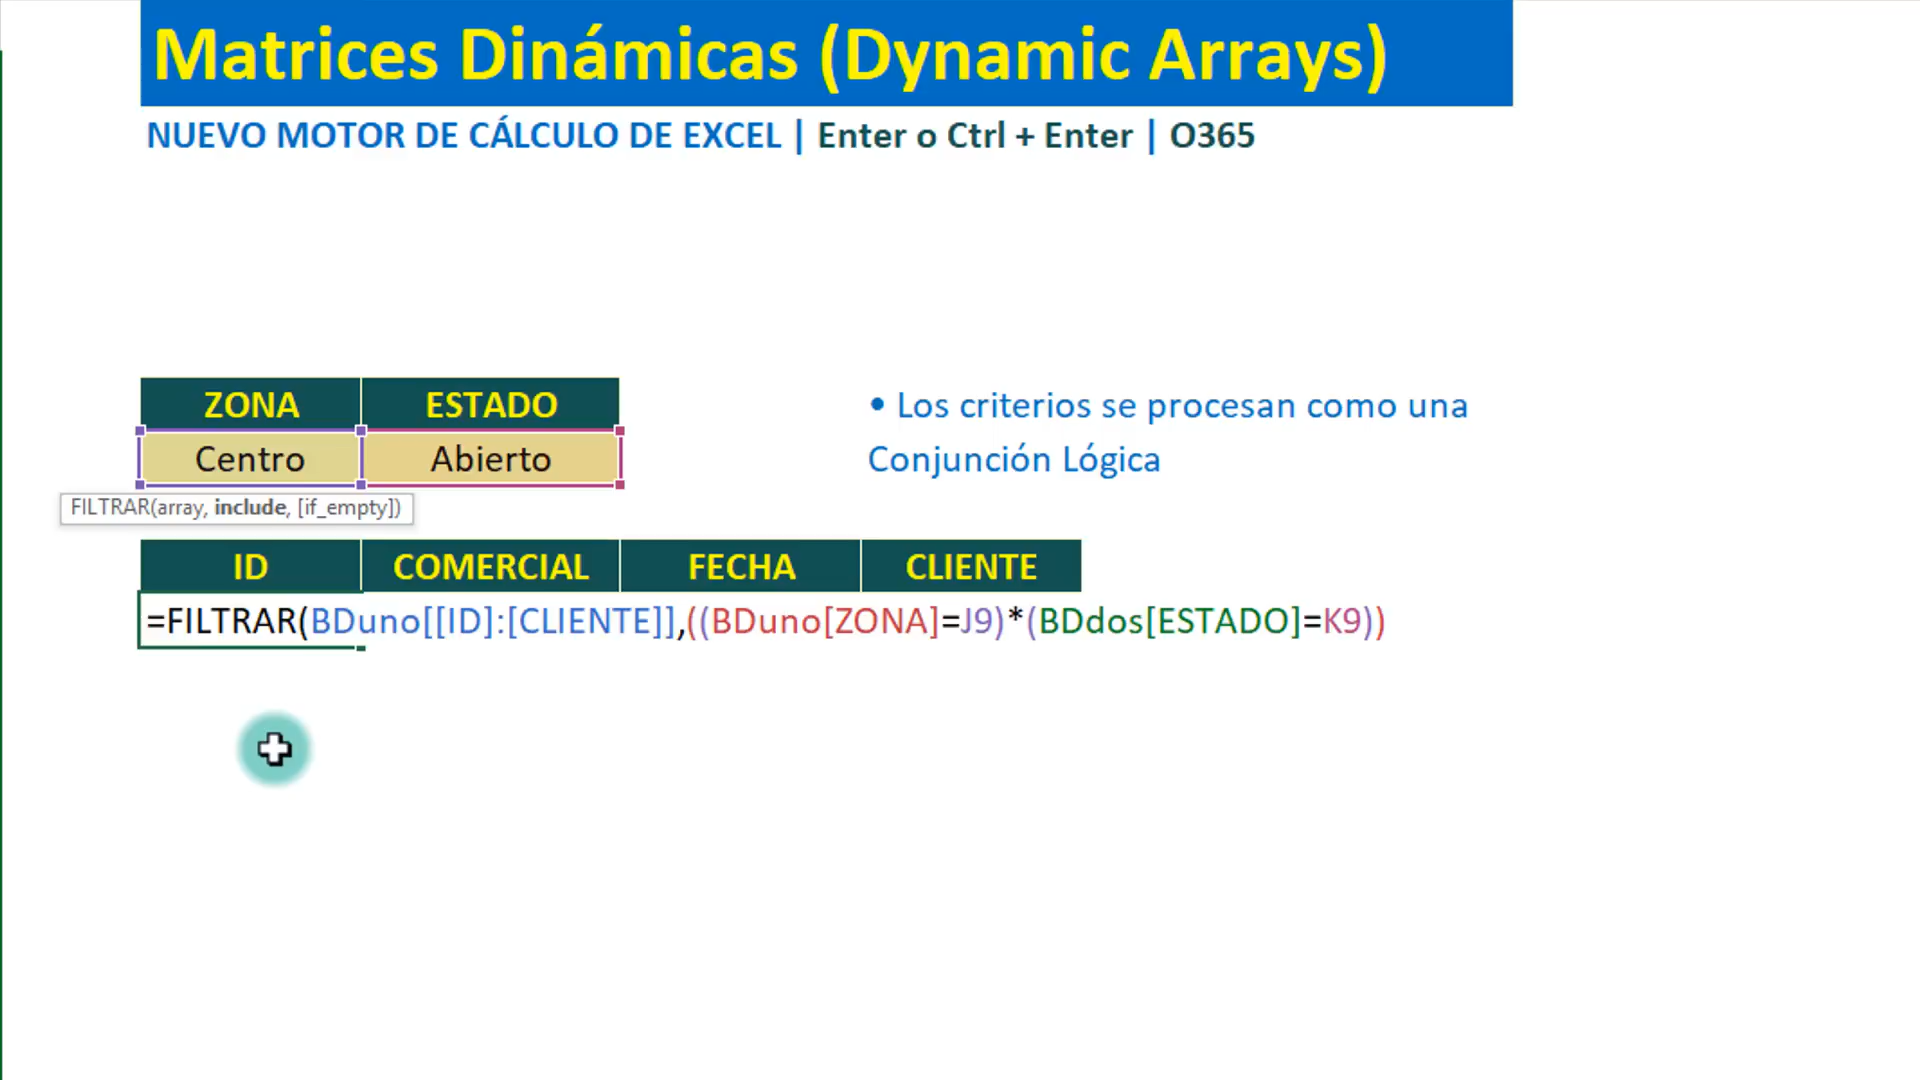 Matrices Dinámicas (Dynamic Arrays)
NUEVO MOTOR DE CÁLCULO DE EXCEL | Enter o Ctrl + Enter | O365
ZONA ESTADO
Centro Abierto
• Los criterios se procesan como una
Conjunción Lógica
FILTRAR(array, include, [if_empty])
ID COMERCIAL FECHA CLIENTE
=FILTRAR(BDuno[[ID]:[CLIENTE]],((BDuno[ZONA]=J9)*(BDdos[ESTADO]=K9))